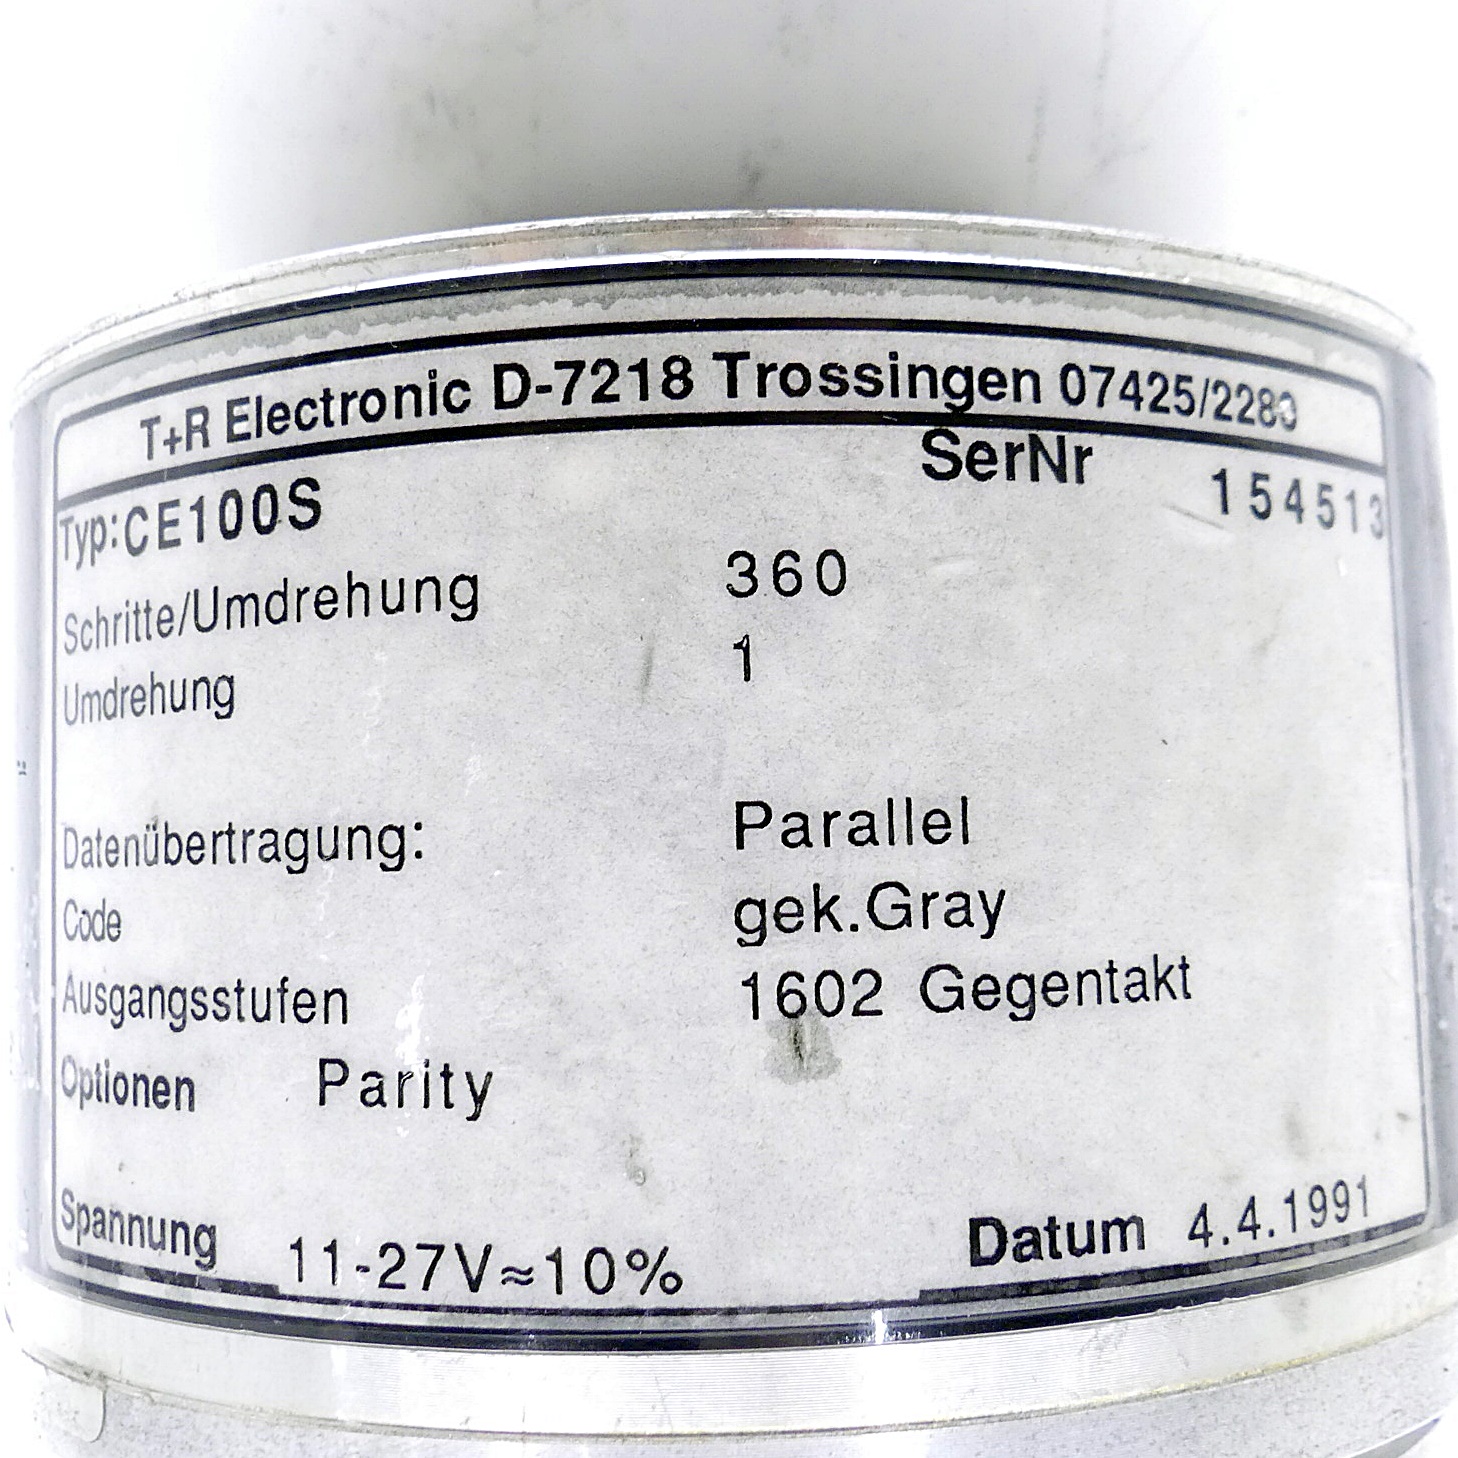 T+R Electronic D-7218 Trossingen 07425/2280
Typ:CE100S SerNr 154513
Schritte/Umdrehung 360
Umdrehung 1
Datenübertragung: Parallel
Code gek.Gray
Ausgangsstufen 1602 Gegentakt
Optionen Parity
Spannung 11-27V≈10% Datum 4.4.1991